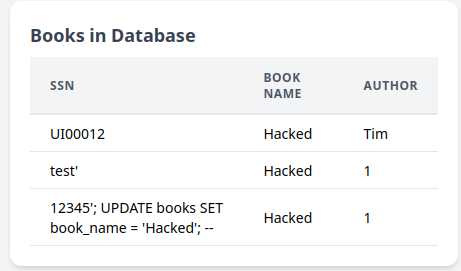 Books in Database
SSN BOOK NAME AUTHOR
UI00012 Hacked Tim
test' Hacked 1
12345'; UPDATE books SET
book_name = 'Hacked'; -- Hacked 1